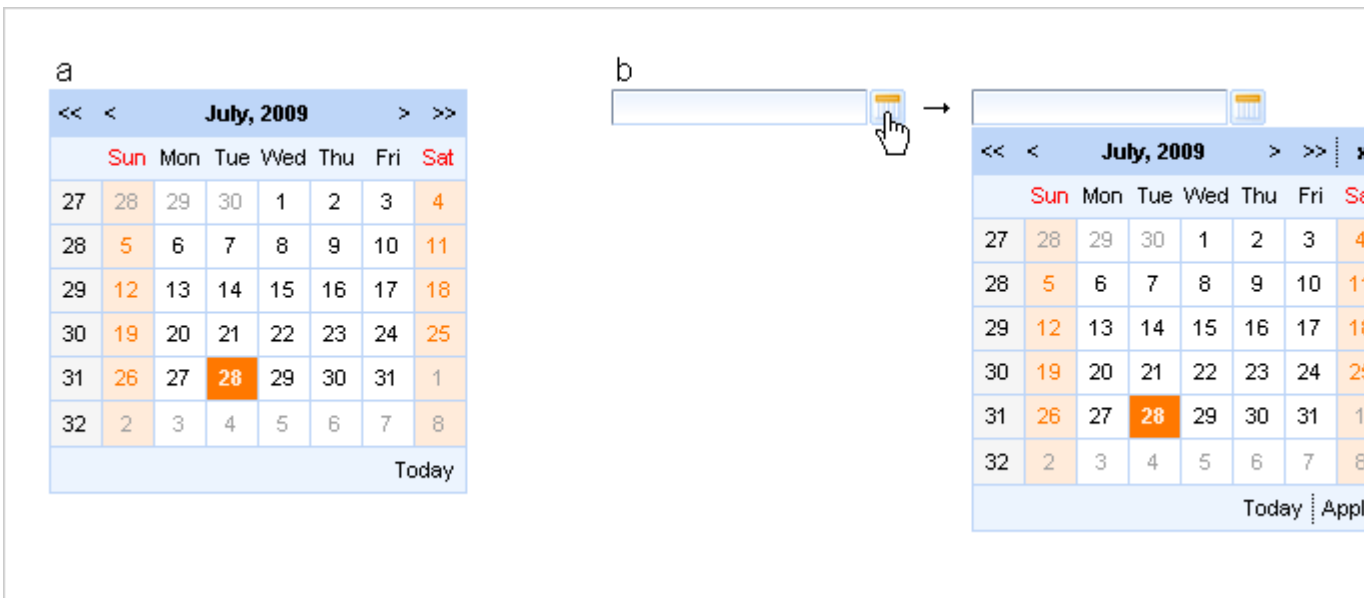 a
<< < July, 2009 > >>
Sun Mon Tue Wed Thu Fri Sat
27 28 29 30 1 2 3 4
28 5 6 7 8 9 10 11
29 12 13 14 15 16 17 18
30 19 20 21 22 23 24 25
31 26 27 28 29 30 31 1
32 2 3 4 5 6 7 8
Today
b
→
<< < July, 2009 > >>
Sun Mon Tue Wed Thu Fri
27 28 29 30 1 2 3
28 5 6 7 8 9 10
29 12 13 14 15 16 17
30 19 20 21 22 23 24
31 26 27 28 29 30 31
32 2 3 4 5 6 7
Today